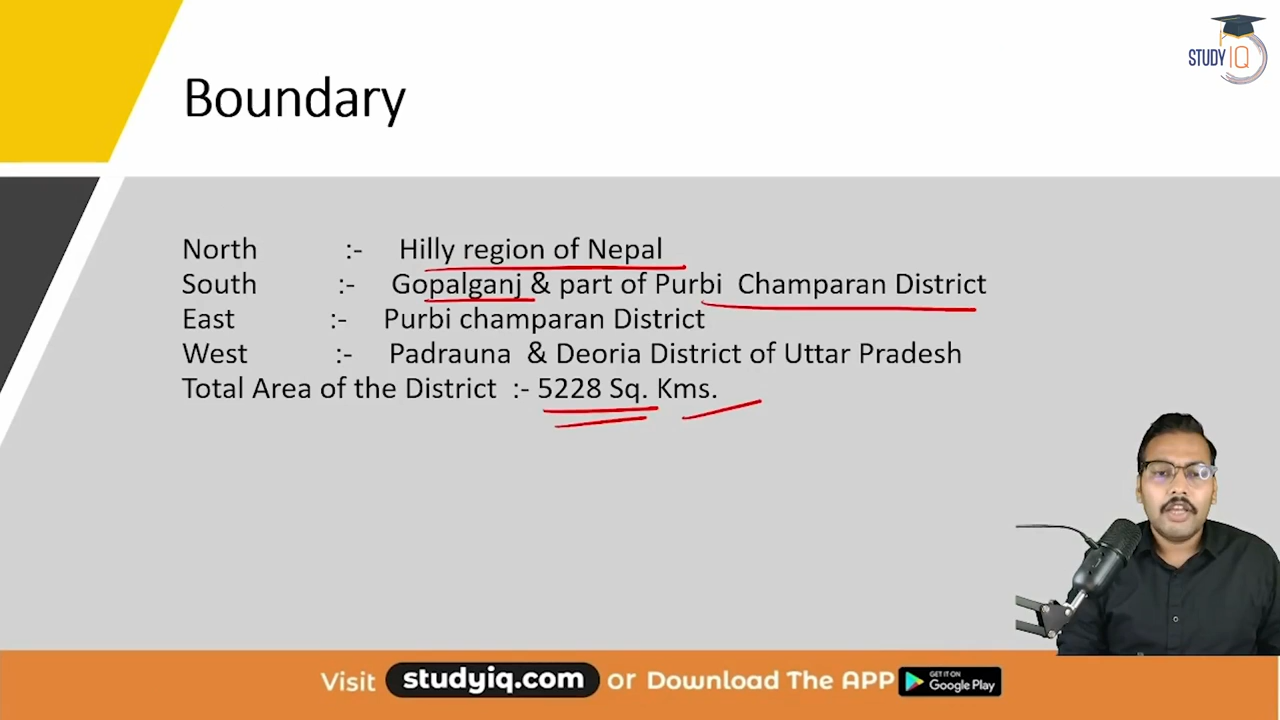 STUDY IQ
Boundary
North :- Hilly region of Nepal
South :- Gopalganj & part of Purbi Champaran District
East :- Purbi champaran District
West :- Padrauna & Deoria District of Uttar Pradesh
Total Area of the District :- 5228 Sq. Kms.
Visit studyiq.com or Download The APP GET IT ON Google Play